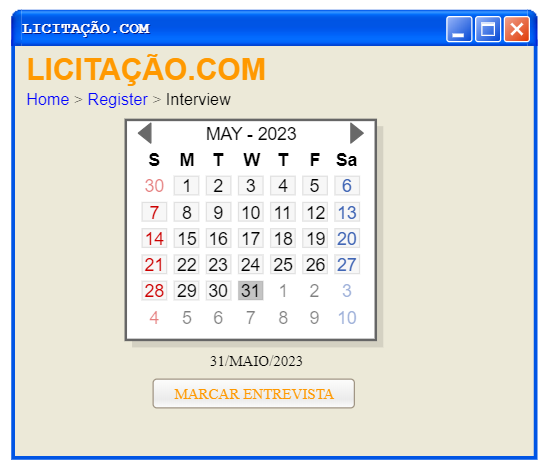 LICITAÇÃO.COM
LICITAÇÃO.COM
Home > Register > Interview
MAY - 2023
S M T W T F Sa
30 1 2 3 4 5 6
7 8 9 10 11 12 13
14 15 16 17 18 19 20
21 22 23 24 25 26 27
28 29 30 31 1 2 3
4 5 6 7 8 9 10
31/MAIO/2023
MARCAR ENTREVISTA